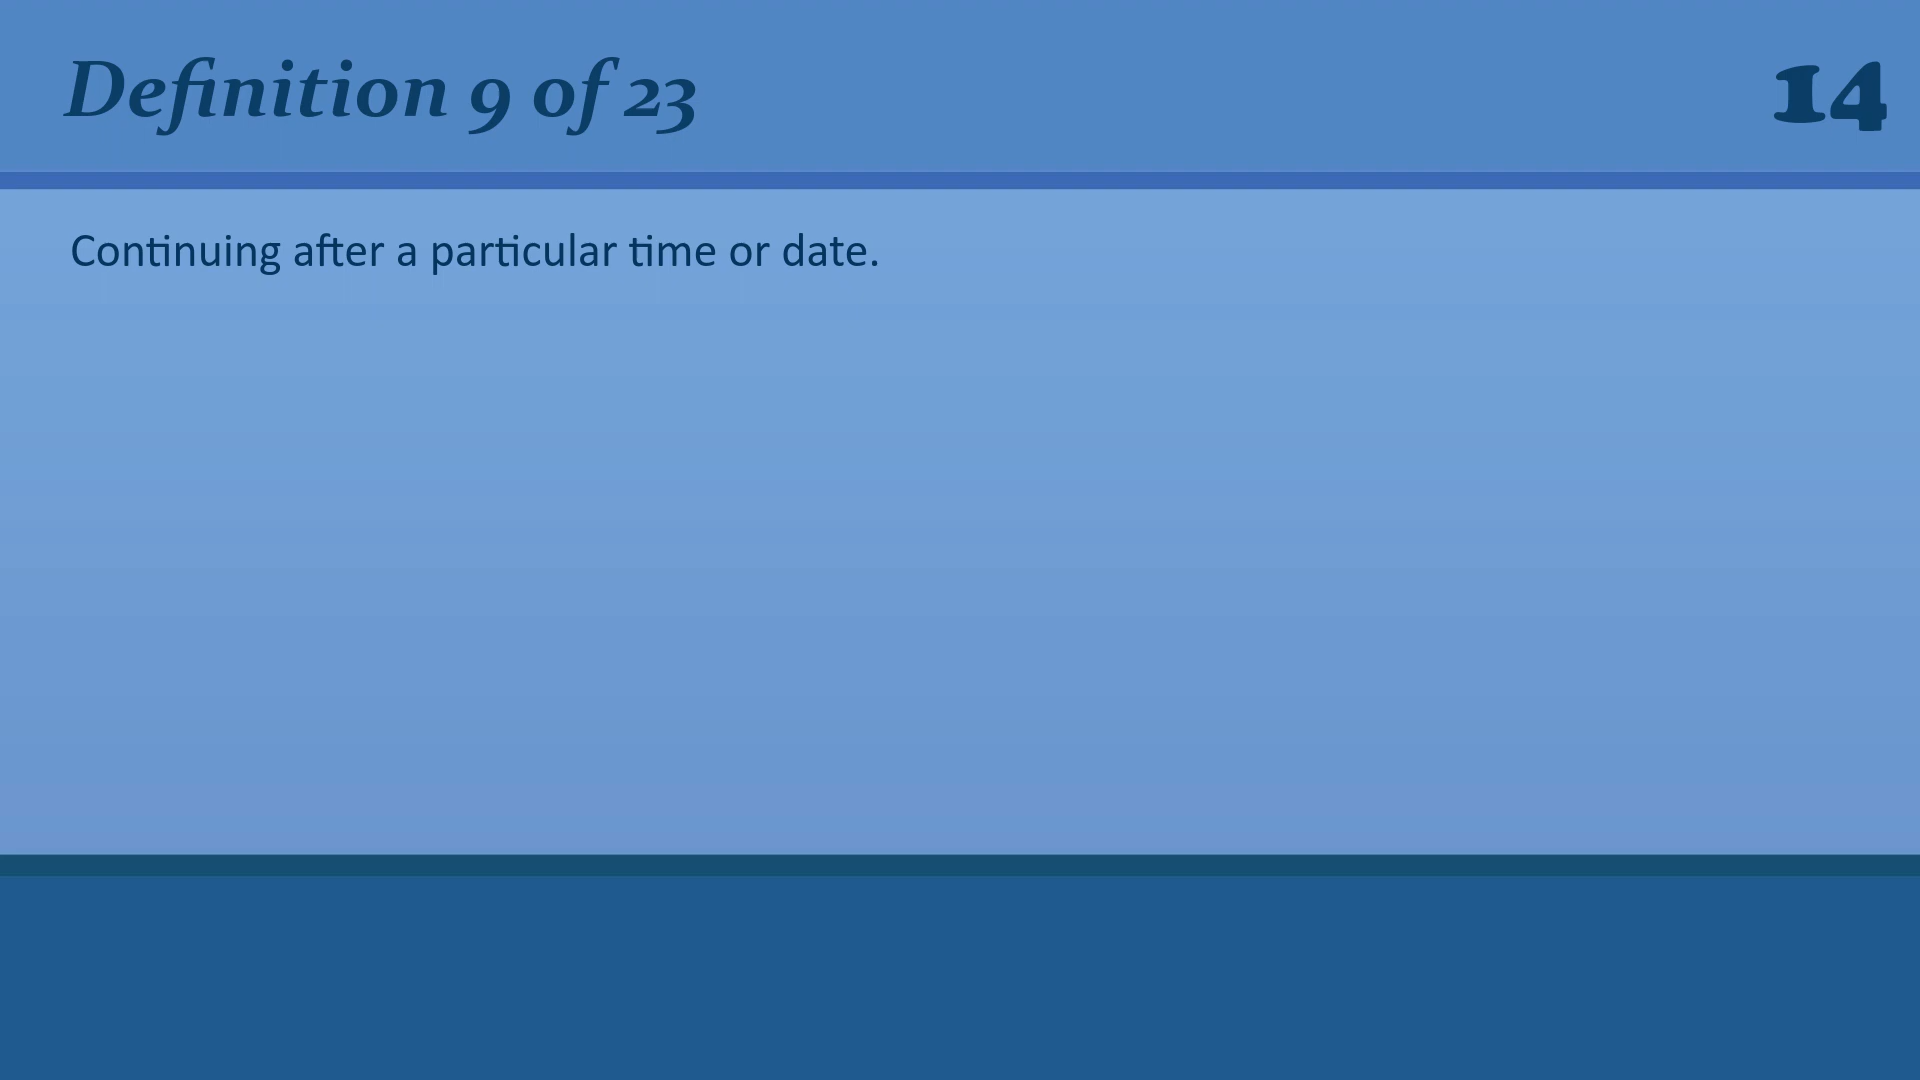 Definition 9 of 23
14
Continuing after a particular time or date.